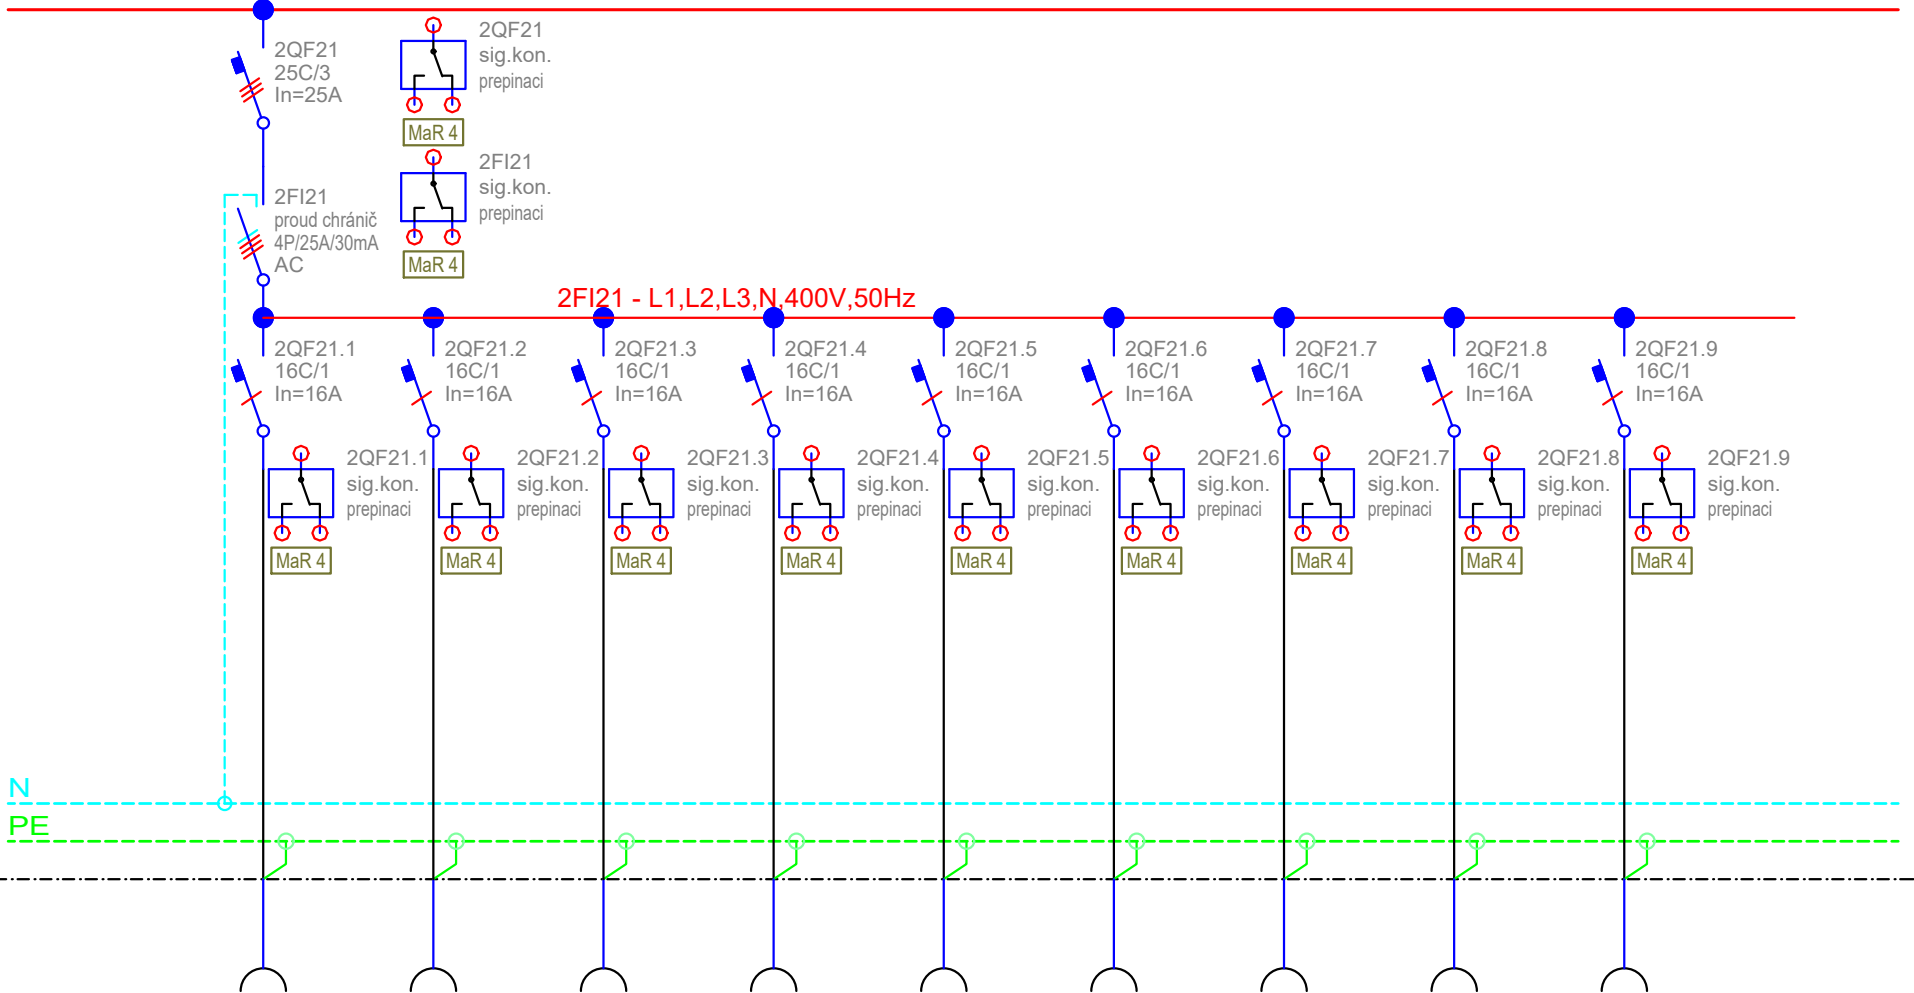 2QF21
25C/3
In=25A
2QF21
sig.kon.
prepinaci
MaR 4
2FI21
proud chránič
4P/25A/30mA
AC
2FI21
sig.kon.
prepinaci
MaR 4
2FI21 - L1,L2,L3,N,400V,50Hz
2QF21.1
16C/1
In=16A
2QF21.2
16C/1
In=16A
2QF21.3
16C/1
In=16A
2QF21.4
16C/1
In=16A
2QF21.5
16C/1
In=16A
2QF21.6
16C/1
In=16A
2QF21.7
16C/1
In=16A
2QF21.8
16C/1
In=16A
2QF21.9
16C/1
In=16A
2QF21.1
sig.kon.
prepinaci
MaR 4
2QF21.2
sig.kon.
prepinaci
MaR 4
2QF21.3
sig.kon.
prepinaci
MaR 4
2QF21.4
sig.kon.
prepinaci
MaR 4
2QF21.5
sig.kon.
prepinaci
MaR 4
2QF21.6
sig.kon.
prepinaci
MaR 4
2QF21.7
sig.kon.
prepinaci
MaR 4
2QF21.8
sig.kon.
prepinaci
MaR 4
2QF21.9
sig.kon.
prepinaci
MaR 4
N
PE